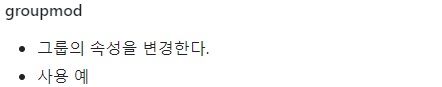 groupmod
• 그룹의 속성을 변경한다.
• 사용 예